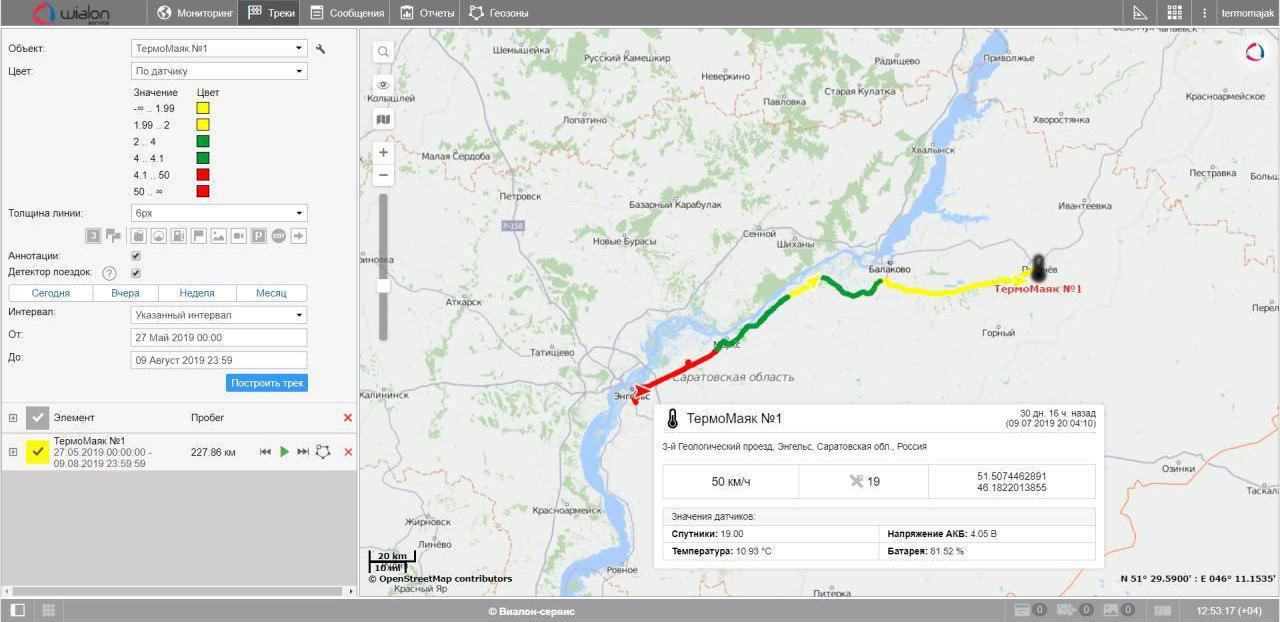 wialon
service
Мониторинг
Треки
Сообщения
Отчеты
Геозоны
termomajak
Объект:
ТермоМаяк №1
Цвет:
По датчику
Значение Цвет
-∞ .. 1.99
1.99 .. 2
2 .. 4
4 .. 4.1
4.1 .. 50
50 .. ∞
Толщина линии:
6px
3
P
STOP
Аннотации:
Детектор поездок:
?
Сегодня Вчера Неделя Месяц
Интервал:
Указанный интервал
От:
27 Май 2019 00:00
До:
09 Август 2019 23:59
Построить трек
Элемент Пробег
ТермоМаяк №1
27.05.2019 00:00:00 -
09.08.2019 23:59:59
227.86 км
Шемышейка
Русский Камешкир
Неверкино
Радищево
Приволжье
Колышлей
Старая Кулатка
Павловка
Красноармейское
Лопатино
Хворостянка
Малая Сердоба
Хвалынск
Пестравка
Больш
Петровск
Базарный Карабулак
Ивантеевка
Р-158
Сенной
Новые Бурасы
Шиханы
Балаково
ТермоМаяк №1
Аткарск
Перел
Горный
Татищево
Маркс
Саратовская область
Калининск
Энгельс
ТермоМаяк №1
30 дн. 16 ч. назад
(09.07.2019 20:04:10)
3-й Геологический проезд, Энгельс, Саратовская обл., Россия
50 км/ч
19
51.5074462891
46.1822013855
Значения датчиков:
Спутники: 19.00
Напряжение АКБ: 4.05 В
Температура: 10.93 °C
Батарея: 81.52 %
Озинки
Таскал
Красноармейск
Жирновск
Линёво
Ровное
Красный Яр
Питерка
20 km
10 mi
© OpenStreetMap contributors
N 51° 29.5900' : E 046° 11.1535'
© Виалон-сервис
0
0
0
12:53:17 (+04)